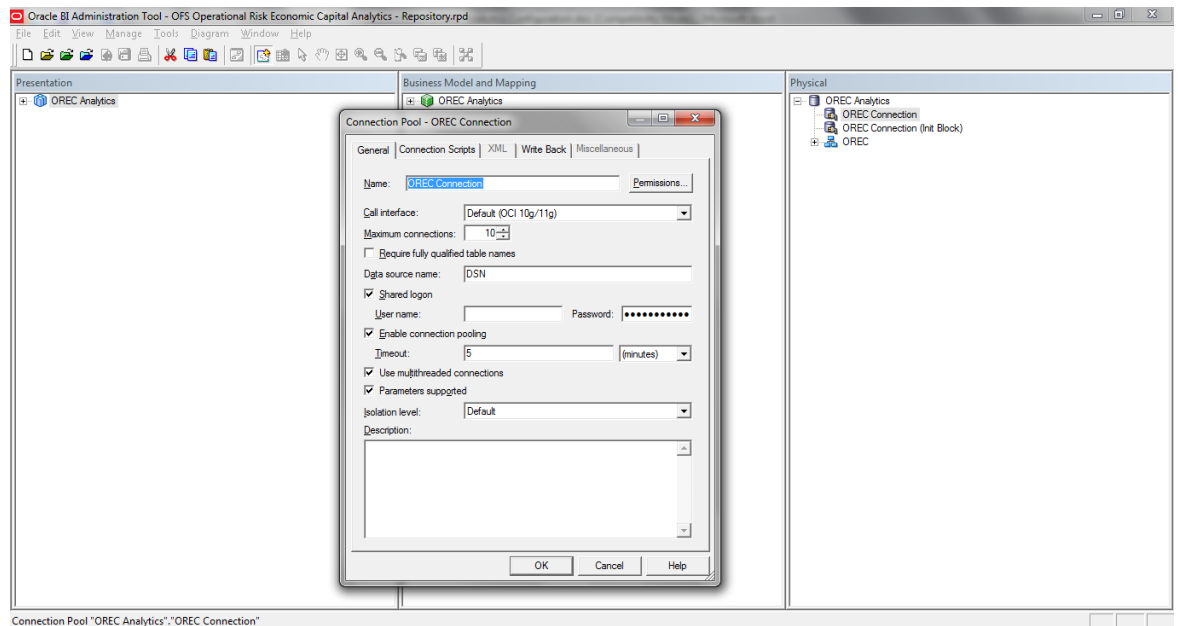 Oracle BI Administration Tool - OFS Operational Risk Economic Capital Analytics - Repository.rpd
File Edit View Manage Tools Diagram Window Help
Presentation
Business Model and Mapping
Physical
OREC Analytics
OREC Analytics
OREC Analytics
OREC Connection
OREC Connection (Init Block)
OREC
Connection Pool - OREC Connection
General Connection Scripts XML Write Back Miscellaneous
Name: OREC Connection Permissions...
Call interface: Default (OCI 10g/11g)
Maximum connections: 10
Require fully qualified table names
Data source name: DSN
Shared logon
User name: Password: ●●●●●●●●●●●
Enable connection pooling
Timeout: 5 (minutes)
Use multithreaded connections
Parameters supported
Isolation level: Default
Description:
OK Cancel Help
Connection Pool "OREC Analytics"."OREC Connection"